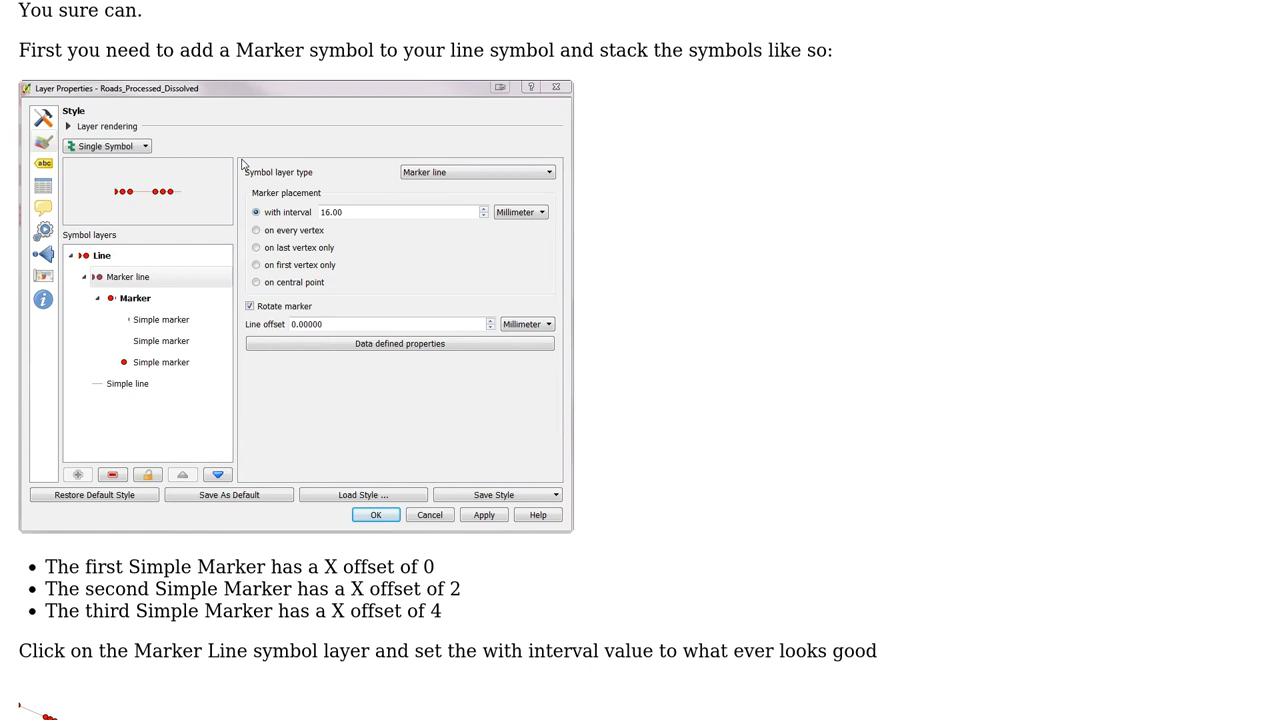 You sure can.
First you need to add a Marker symbol to your line symbol and stack the symbols like so:
Layer Properties - Roads_Processed_Dissolved
?
Style
Layer rendering
Single Symbol
abc
Symbol layer type
Marker line
Marker placement
with interval 16.00 Millimeter
on every vertex
on last vertex only
on first vertex only
on central point
Rotate marker
Line offset 0.00000 Millimeter
Data defined properties
Symbol layers
Line
Marker line
Marker
Simple marker
Simple marker
Simple marker
Simple line
Restore Default Style Save As Default Load Style ... Save Style
OK Cancel Apply Help
• The first Simple Marker has a X offset of 0
• The second Simple Marker has a X offset of 2
• The third Simple Marker has a X offset of 4
Click on the Marker Line symbol layer and set the with interval value to what ever looks good